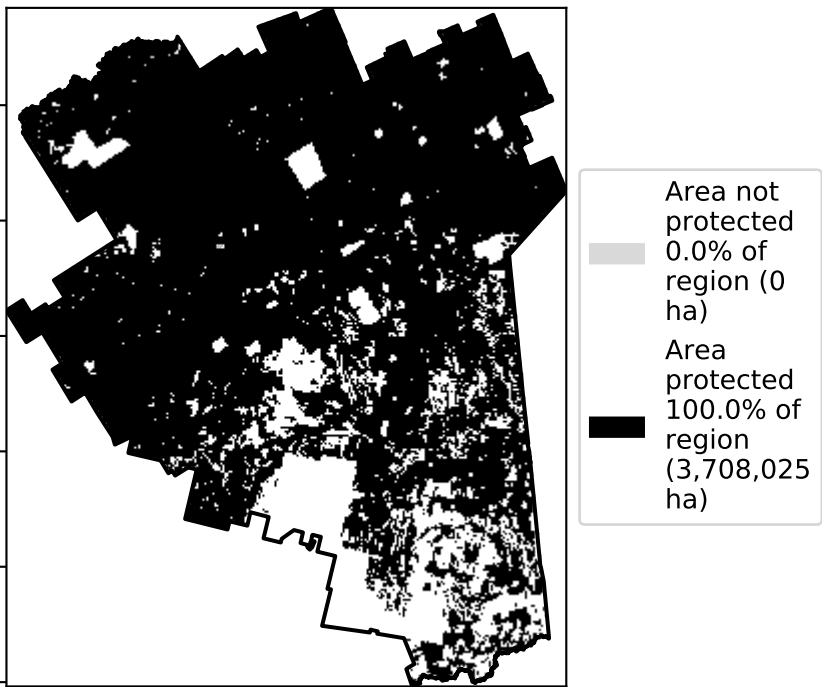 Area not
protected
0.0% of
region (0
ha)
Area
protected
100.0% of
region
(3,708,025
ha)